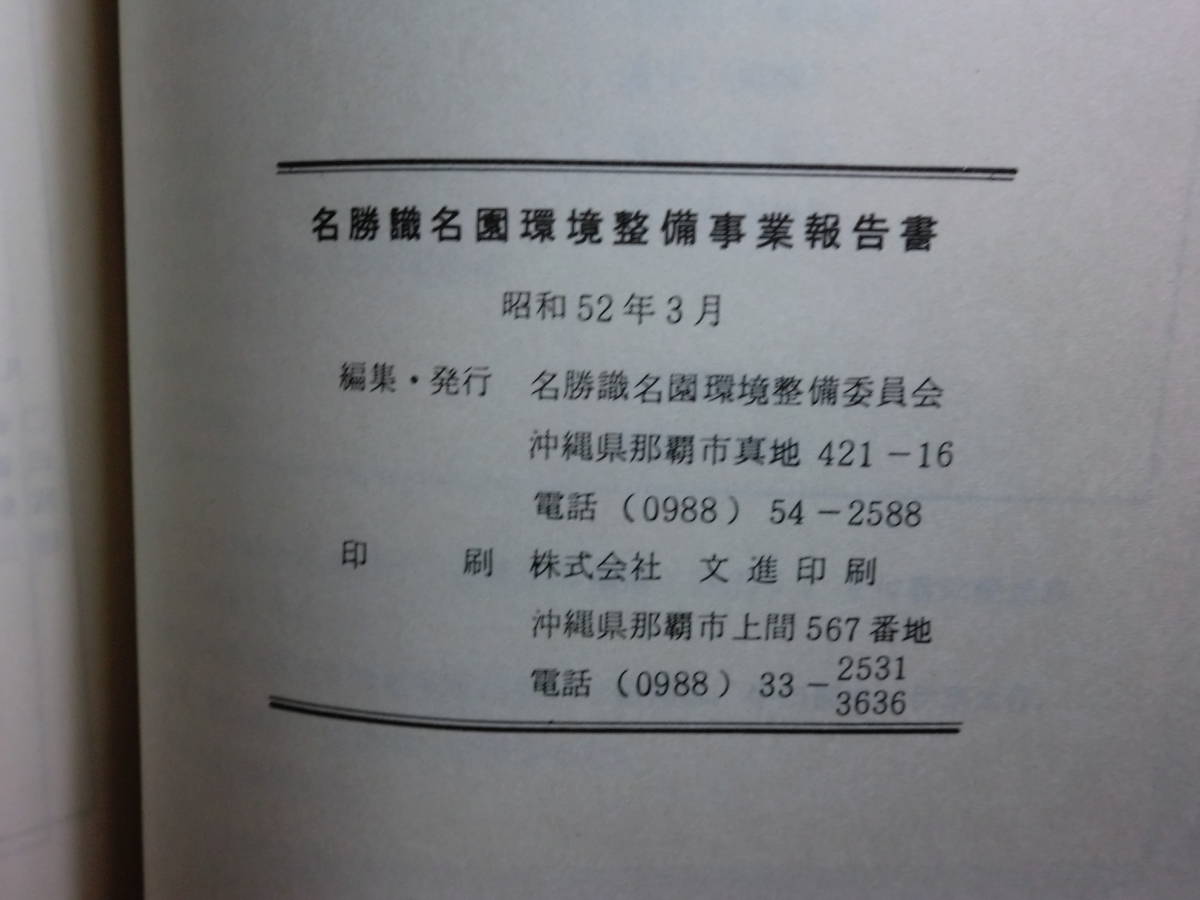 名勝識名園環境整備事業報告書
昭和52年3月
編集・発行 名勝識名園環境整備委員会
沖縄県那覇市真地 421－16
電話 (0988) 54－2588
印 刷 株式会社 文進印刷
沖縄県那覇市上間567番地
電話 (0988) 33－2531
3636